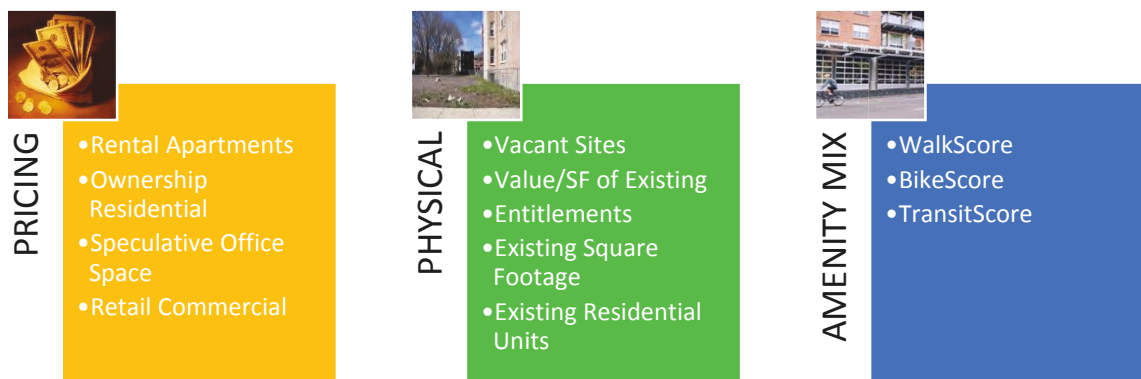 PRICING
•Rental Apartments
•Ownership
Residential
•Speculative Office
Space
•Retail Commercial
PHYSICAL
•Vacant Sites
•Value/SF of Existing
•Entitlements
•Existing Square
Footage
•Existing Residential
Units
AMENITY MIX
•WalkScore
•BikeScore
•TransitScore